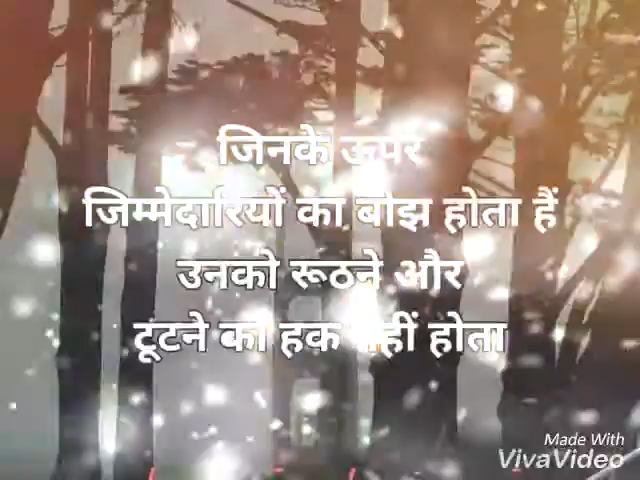 जिनके ऊपर
जिम्मेदारियों का बोझ होता हैं
उनको रूठने और
टूटने का हक नहीं होता
Made With
VivaVideo